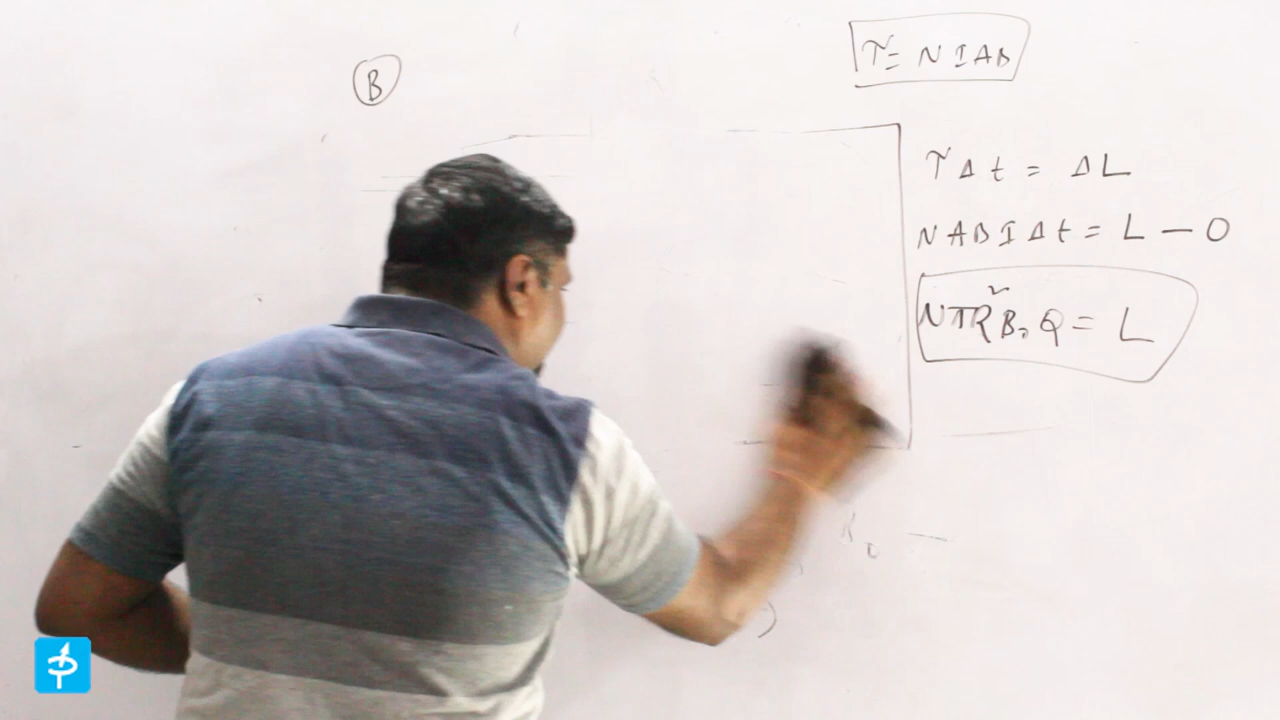 B
τ = NIAB
τ Δt = ΔL
NABIΔt = L - 0
NπR²B₀Q = L